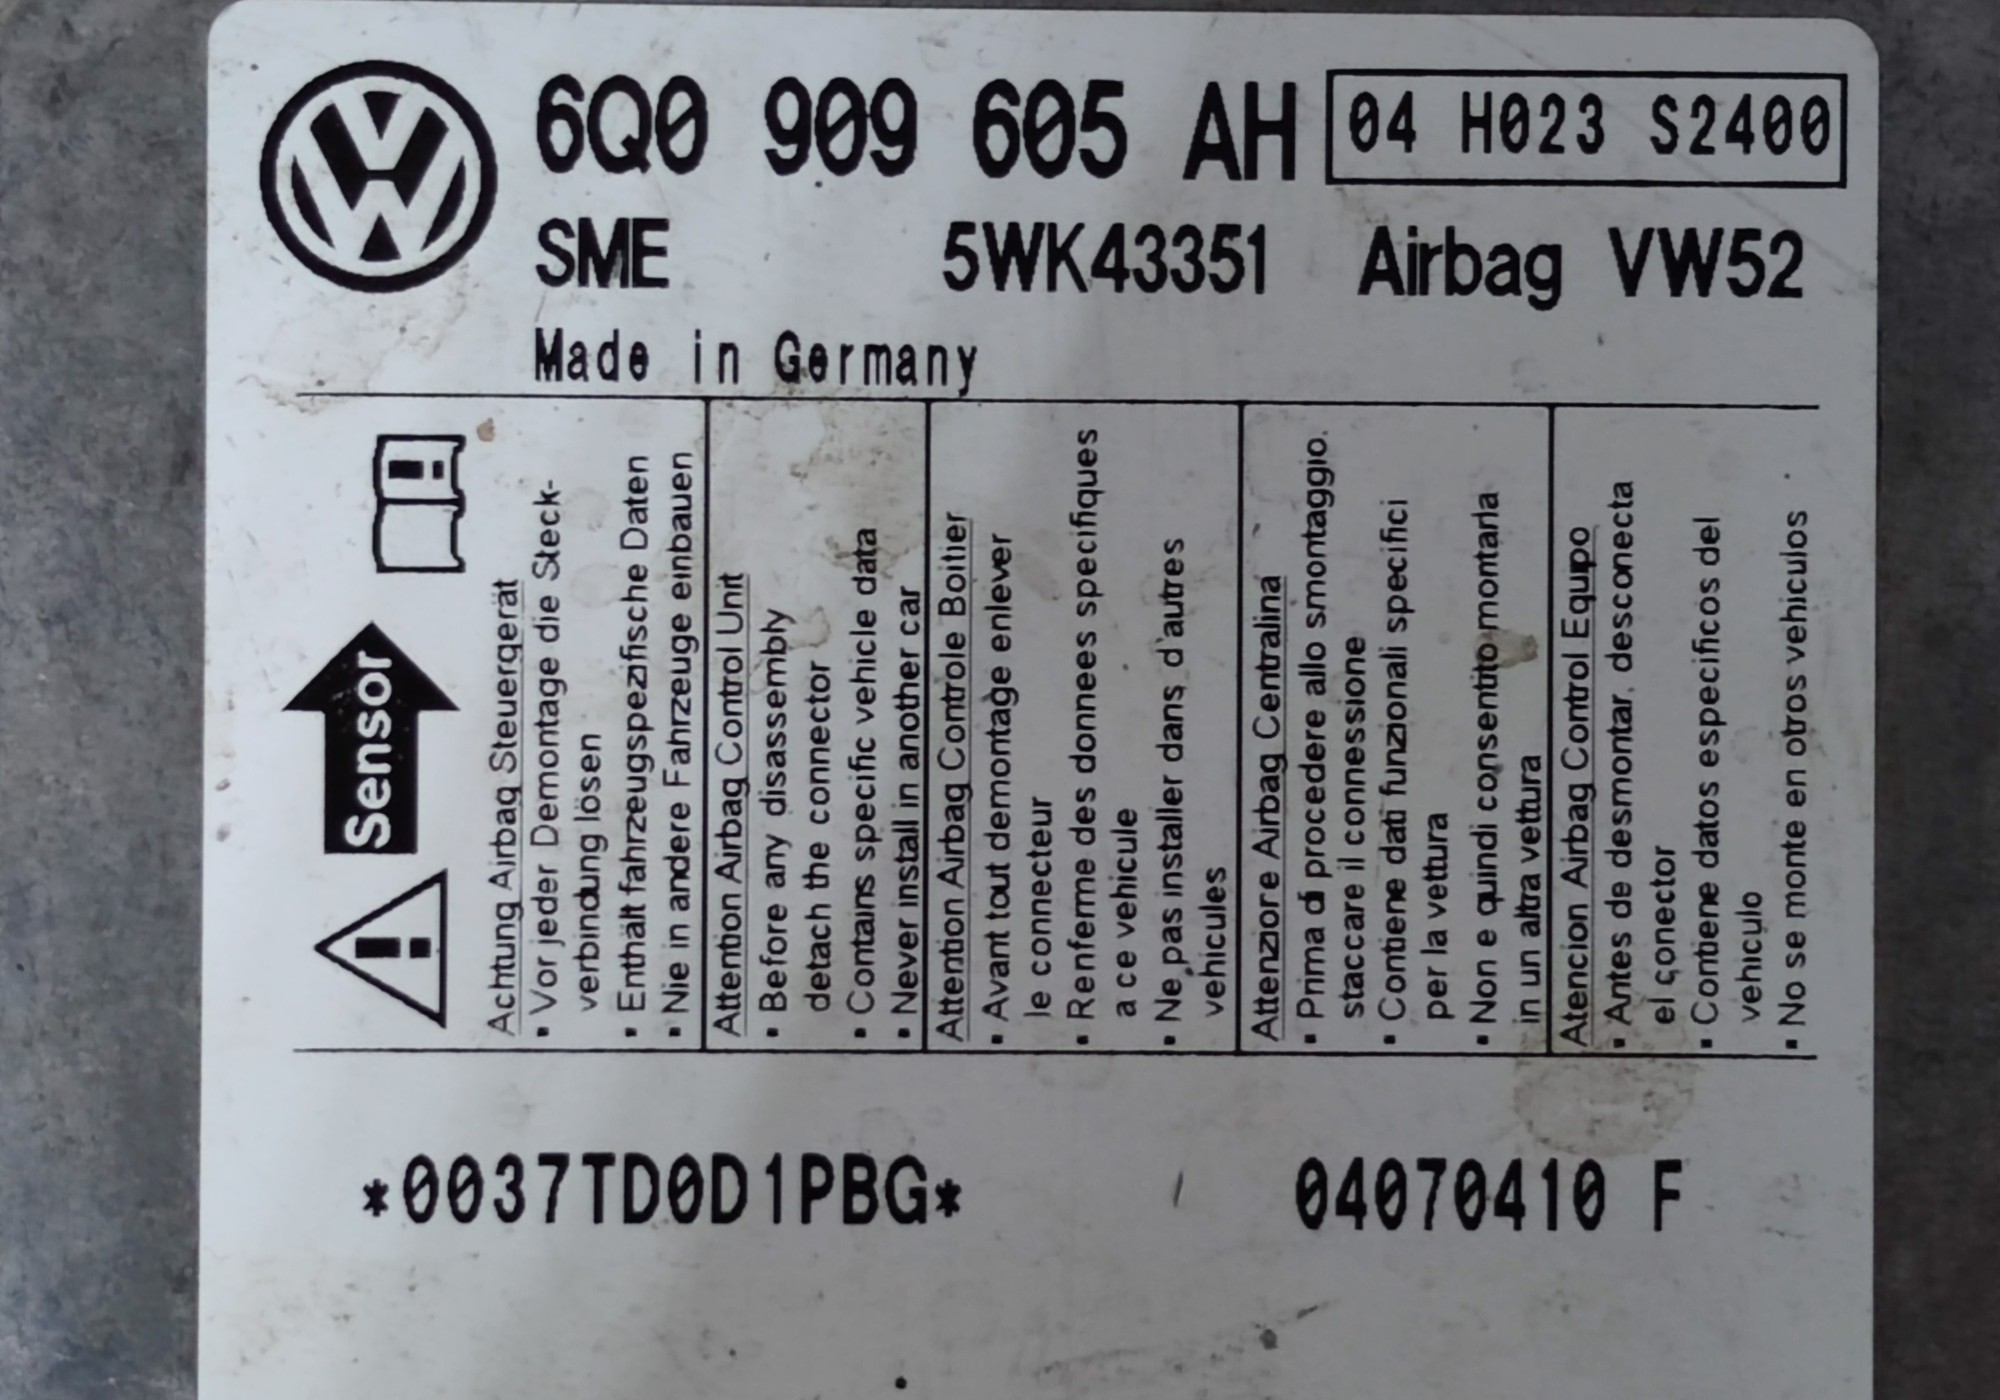 6Q0 909 605 AH 04 H023 S2400
SME 5WK43351 Airbag VW52
Made in Germany
Sensor
Achtung Airbag Steuergerät
• Vor jeder Demontage die Steck-
verbindung lösen
• Enthält fahrzeugspezifische Daten
• Nie in andere Fahrzeuge einbauen
Attention Airbag Control Unit
• Before any disassembly
detach the connector
• Contains specific vehicle data
• Never install in another car
Attention Airbag Controle Boitier
• Avant tout demontage enlever
le connecteur
• Renferme des donnees specifiques
a ce vehicule
• Ne pas installer dans d'autres
vehicules
Attenzione Airbag Centralina
• Prima di procedere allo smontaggio.
staccare il connessione
• Contiene dati funzionali specifici
per la vettura
• Non e quindi consentito montarla
in un altra vettura
Atencion Airbag Control Equipo
• Antes de desmontar, desconecta
el conector
• Contiene datos especificos del
vehiculo
• No se monte en otros vehiculos
*0037TD0D1PBG* 04070410 F